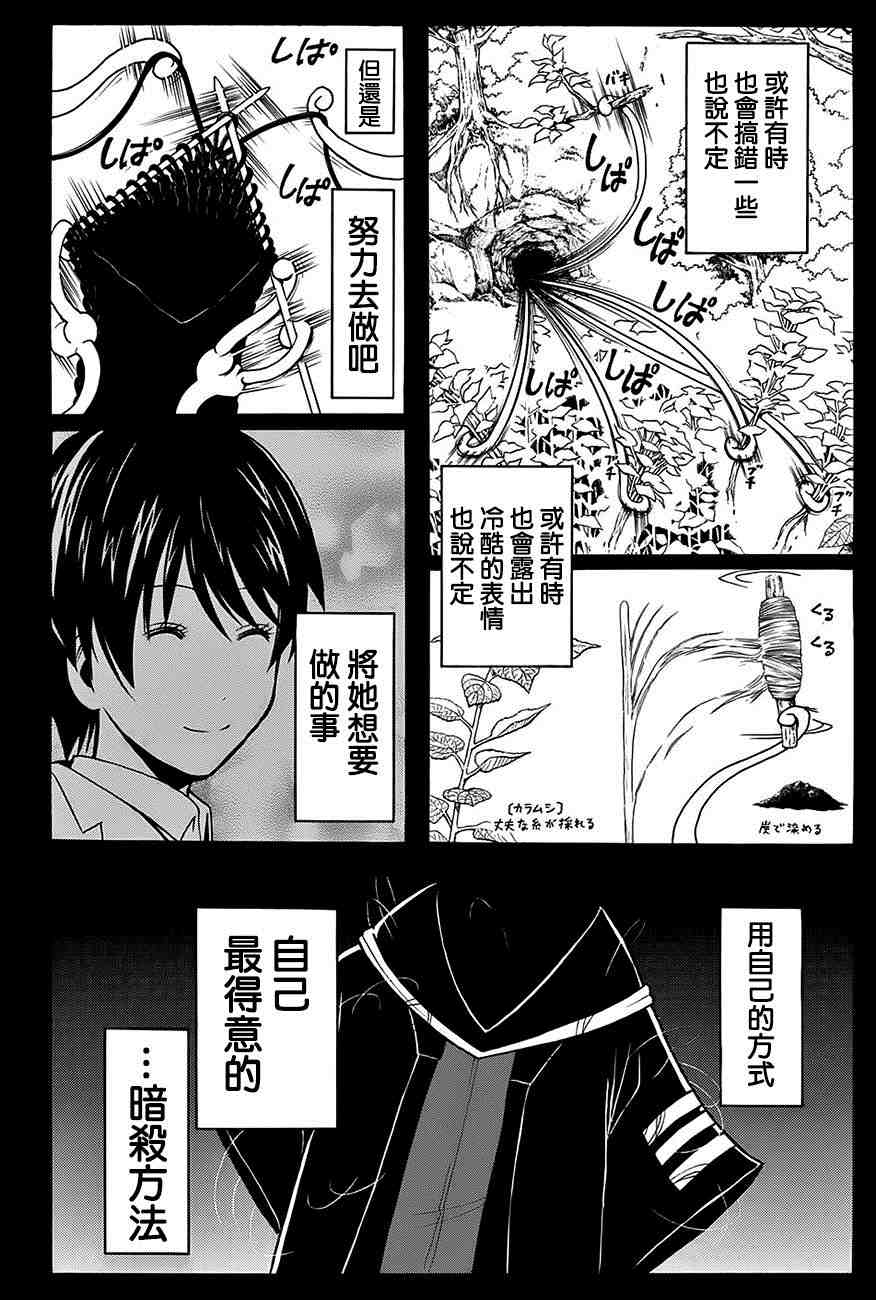 或許有時
也會搞錯一些
也說不定
バチ
しぱ°
しぱ°
しぱ°
しぱ°
しぱ°
ブチ
ブチ
ブチ
或許有時
也會露出
冷酷的表情
也說不定
くる
くる
〔カラムシ〕
丈夫な糸が採れる
炭で染める
但還是
しぱ°
しぱ°
しぱ°
しぱ°
努力去做吧
將她想要
做的事
用自己的方式
自己
最得意的
…暗殺方法